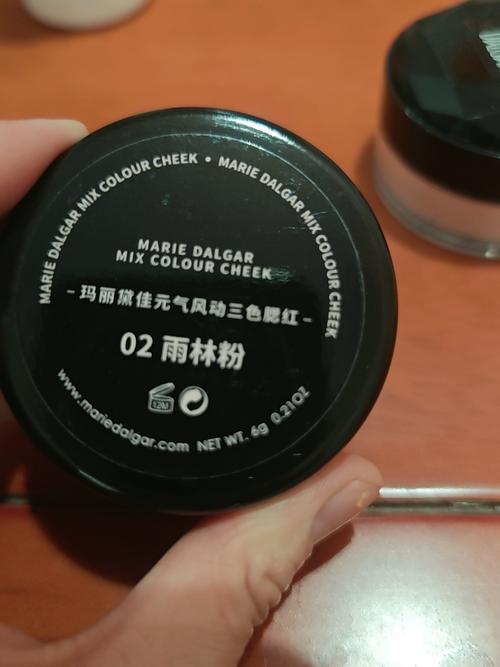 MARIE DALGAR MIX COLOUR CHEEK • MARIE DALGAR MIX COLOUR CHEEK
MARIE DALGAR
MIX COLOUR CHEEK
– 玛丽黛佳元气风动三色腮红 –
02 雨林粉
12M
www.mariedalgar.com NET WT. 6g 0.21OZ